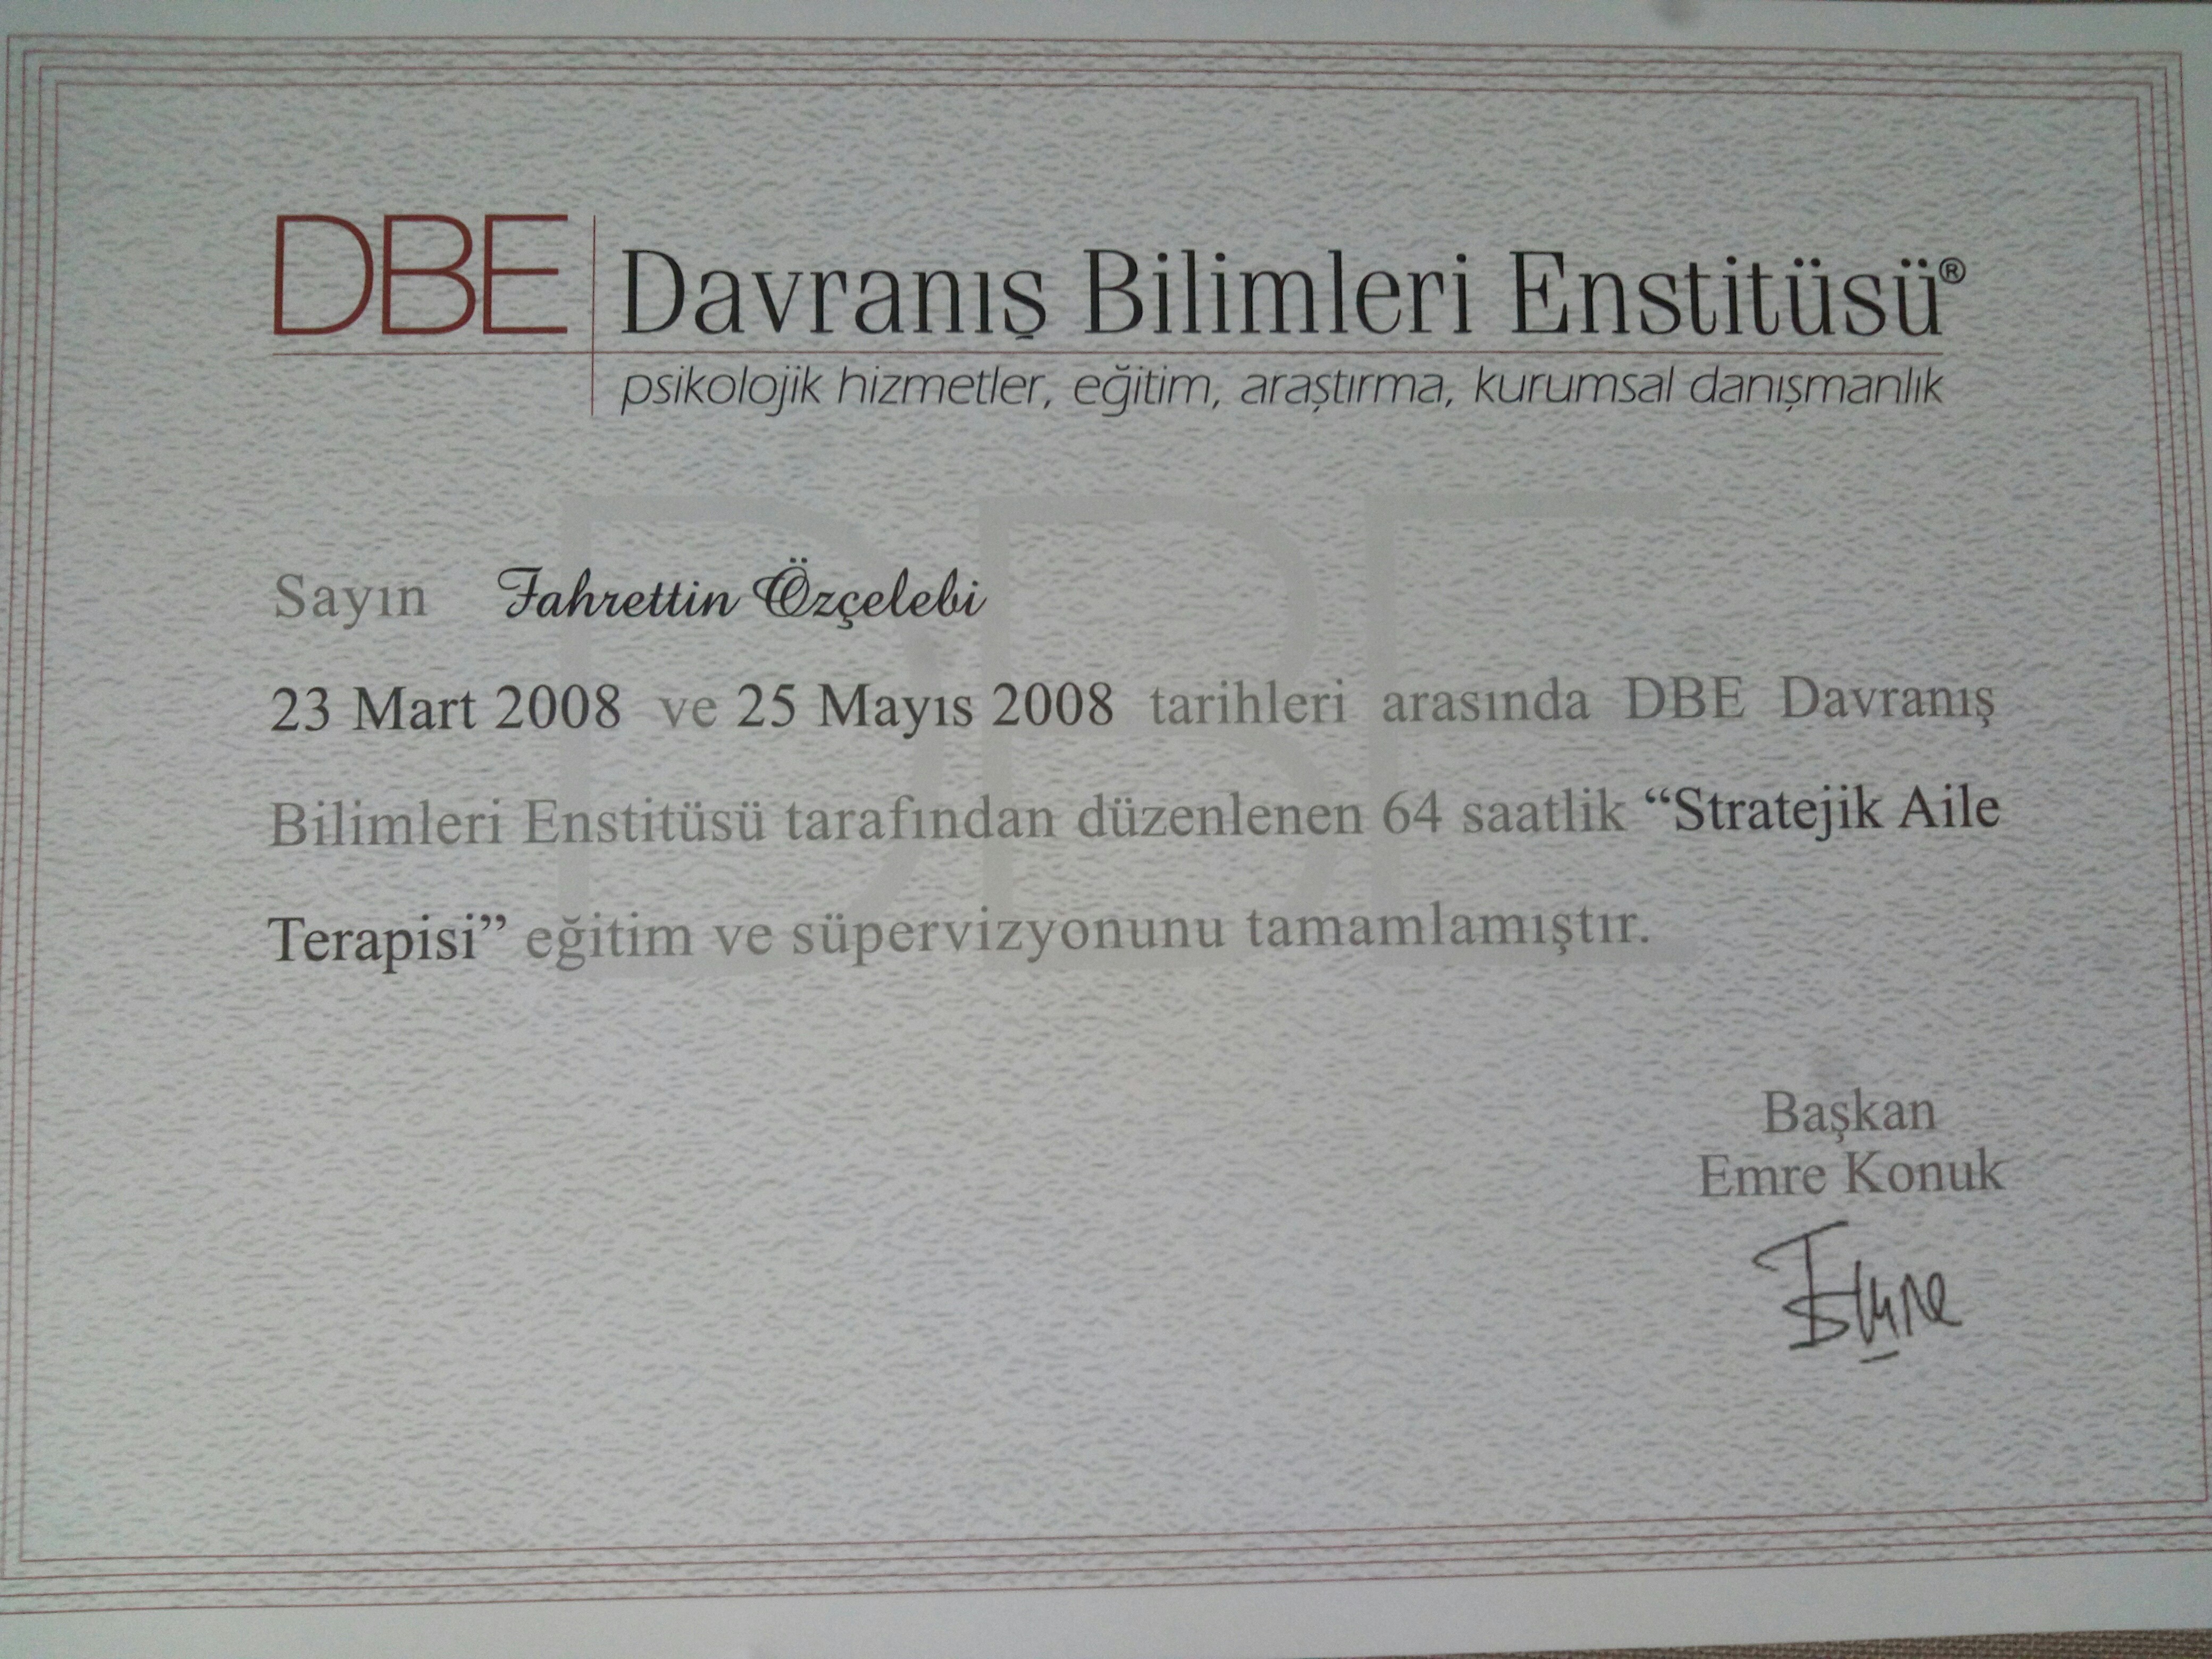 DBE Davranış Bilimleri Enstitüsü®
psikolojik hizmetler, eğitim, araştırma, kurumsal danışmanlık
DBE
Sayın Fahrettin Özçelebi
23 Mart 2008 ve 25 Mayıs 2008 tarihleri arasında DBE Davranış
Bilimleri Enstitüsü tarafından düzenlenen 64 saatlik “Stratejik Aile
Terapisi” eğitim ve süpervizyonunu tamamlamıştır.
Başkan
Emre Konuk
Emre